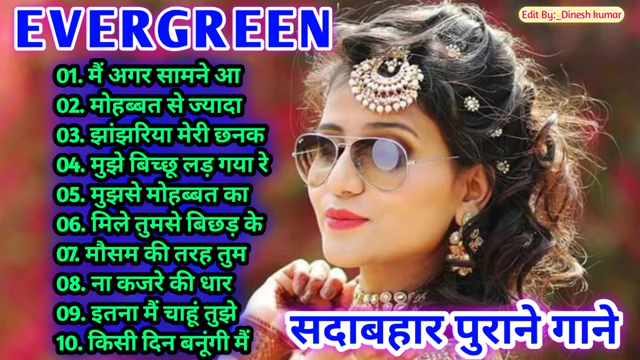 EVERGREEN
Edit By:_Dinesh kumar
01. मैं अगर सामने आ
02. मोहब्बत से ज्यादा
03. झांझरिया मेरी छनक
04. मुझे बिच्छू लड़ गया रे
05. मुझसे मोहब्बत का
06. मिले तुमसे बिछड़ के
07. मौसम की तरह तुम
08. ना कजरे की धार
09. इतना मैं चाहूं तुझे
10. किसी दिन बनूंगी मैं
सदाबहार पुराने गाने